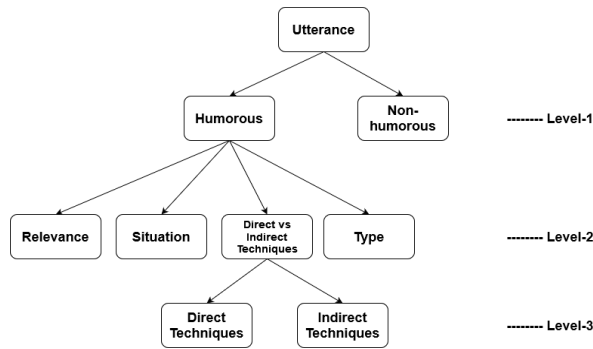 Utterance
Humorous
Non-
humorous
-------- Level-1
Relevance
Situation
Direct vs
Indirect
Techniques
Type
-------- Level-2
Direct
Techniques
Indirect
Techniques
-------- Level-3